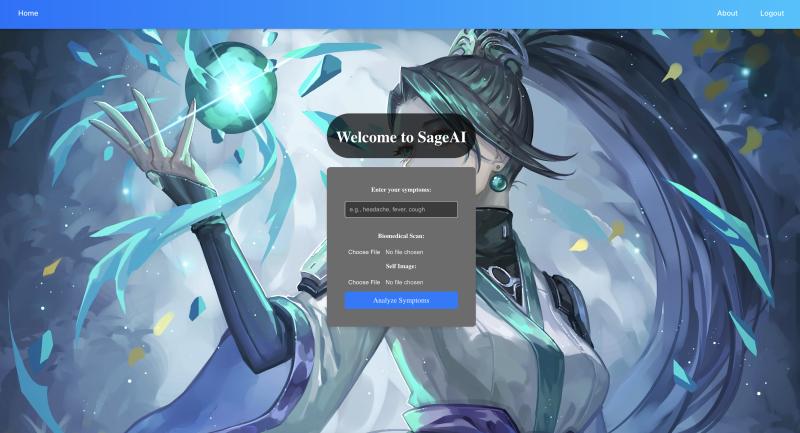 Home
About
Logout
Welcome to SageAI
Enter your symptoms:
e.g., headache, fever, cough
Biomedical Scan:
Choose File No file chosen
Self Image:
Choose File No file chosen
Analyze Symptoms